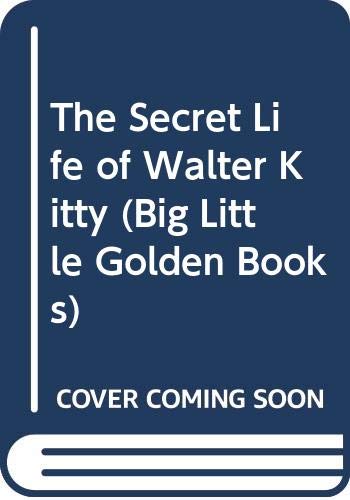 The Secret Li
fe of Walter K
itty (Big Litt
le Golden Book
s)
COVER COMING SOON